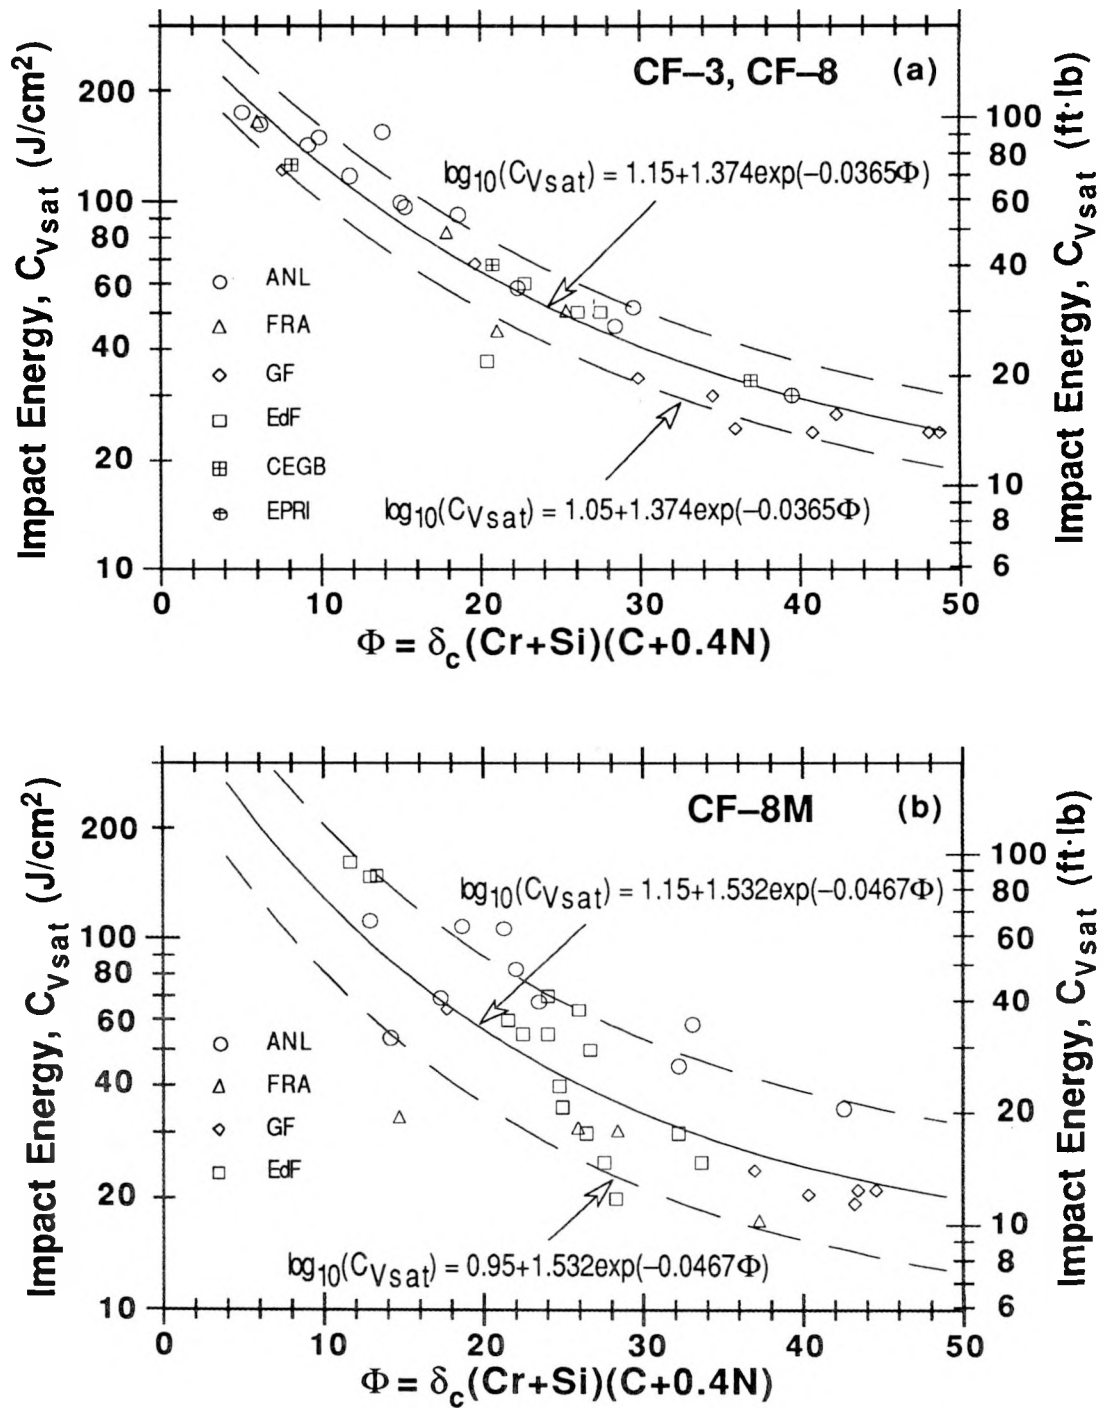 CF–3, CF–8 (a)
Impact Energy, CVsat (J/cm2)
200
100
80
60
40
20
10
log10(CVsat) = 1.15+1.374exp(–0.0365Φ)
ANL
FRA
GF
EdF
CEGB
EPRI
log10(CVsat) = 1.05+1.374exp(–0.0365Φ)
100
80
60
40
20
10
8
6
Impact Energy, CVsat (ft·lb)
0 10 20 30 40 50
Φ = δc(Cr+Si)(C+0.4N)
CF–8M (b)
Impact Energy, CVsat (J/cm2)
200
100
80
60
40
20
10
log10(CVsat) = 1.15+1.532exp(–0.0467Φ)
ANL
FRA
GF
EdF
log10(CVsat) = 0.95+1.532exp(–0.0467Φ)
100
80
60
40
20
10
8
6
Impact Energy, CVsat (ft·lb)
0 10 20 30 40 50
Φ = δc(Cr+Si)(C+0.4N)